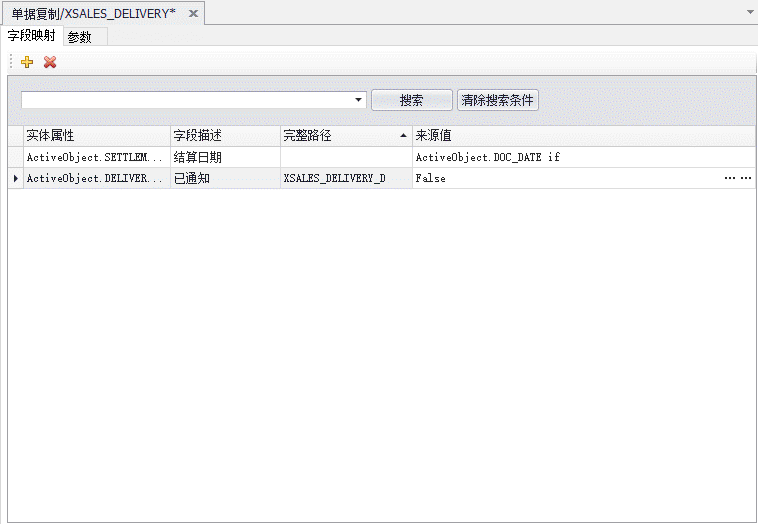 单据复制/XSALES_DELIVERY*
字段映射 参数
搜索 清除搜索条件
实体属性 字段描述 完整路径 来源值
ActiveObject.SETTLEM... 结算日期 ActiveObject.DOC_DATE if
ActiveObject.DELIVER... 已通知 XSALES_DELIVERY_D False ... ...